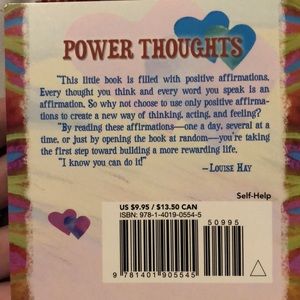 POWER THOUGHTS
"This little book is filled with positive affirmations.
Every thought you think and every word you speak is an
affirmation. So why not choose to use only positive affirma-
tions to create a new way of thinking, acting, and feeling?
"By reading these affirmations—one a day, several at a
time, or just by opening the book at random—you're taking
the first step toward building a more rewarding life.
"I know you can do it!"
–LOUISE HAY
Self-Help
US $9.95 / $13.50 CAN
ISBN: 978-1-4019-0554-5
50995
9 781401 905545